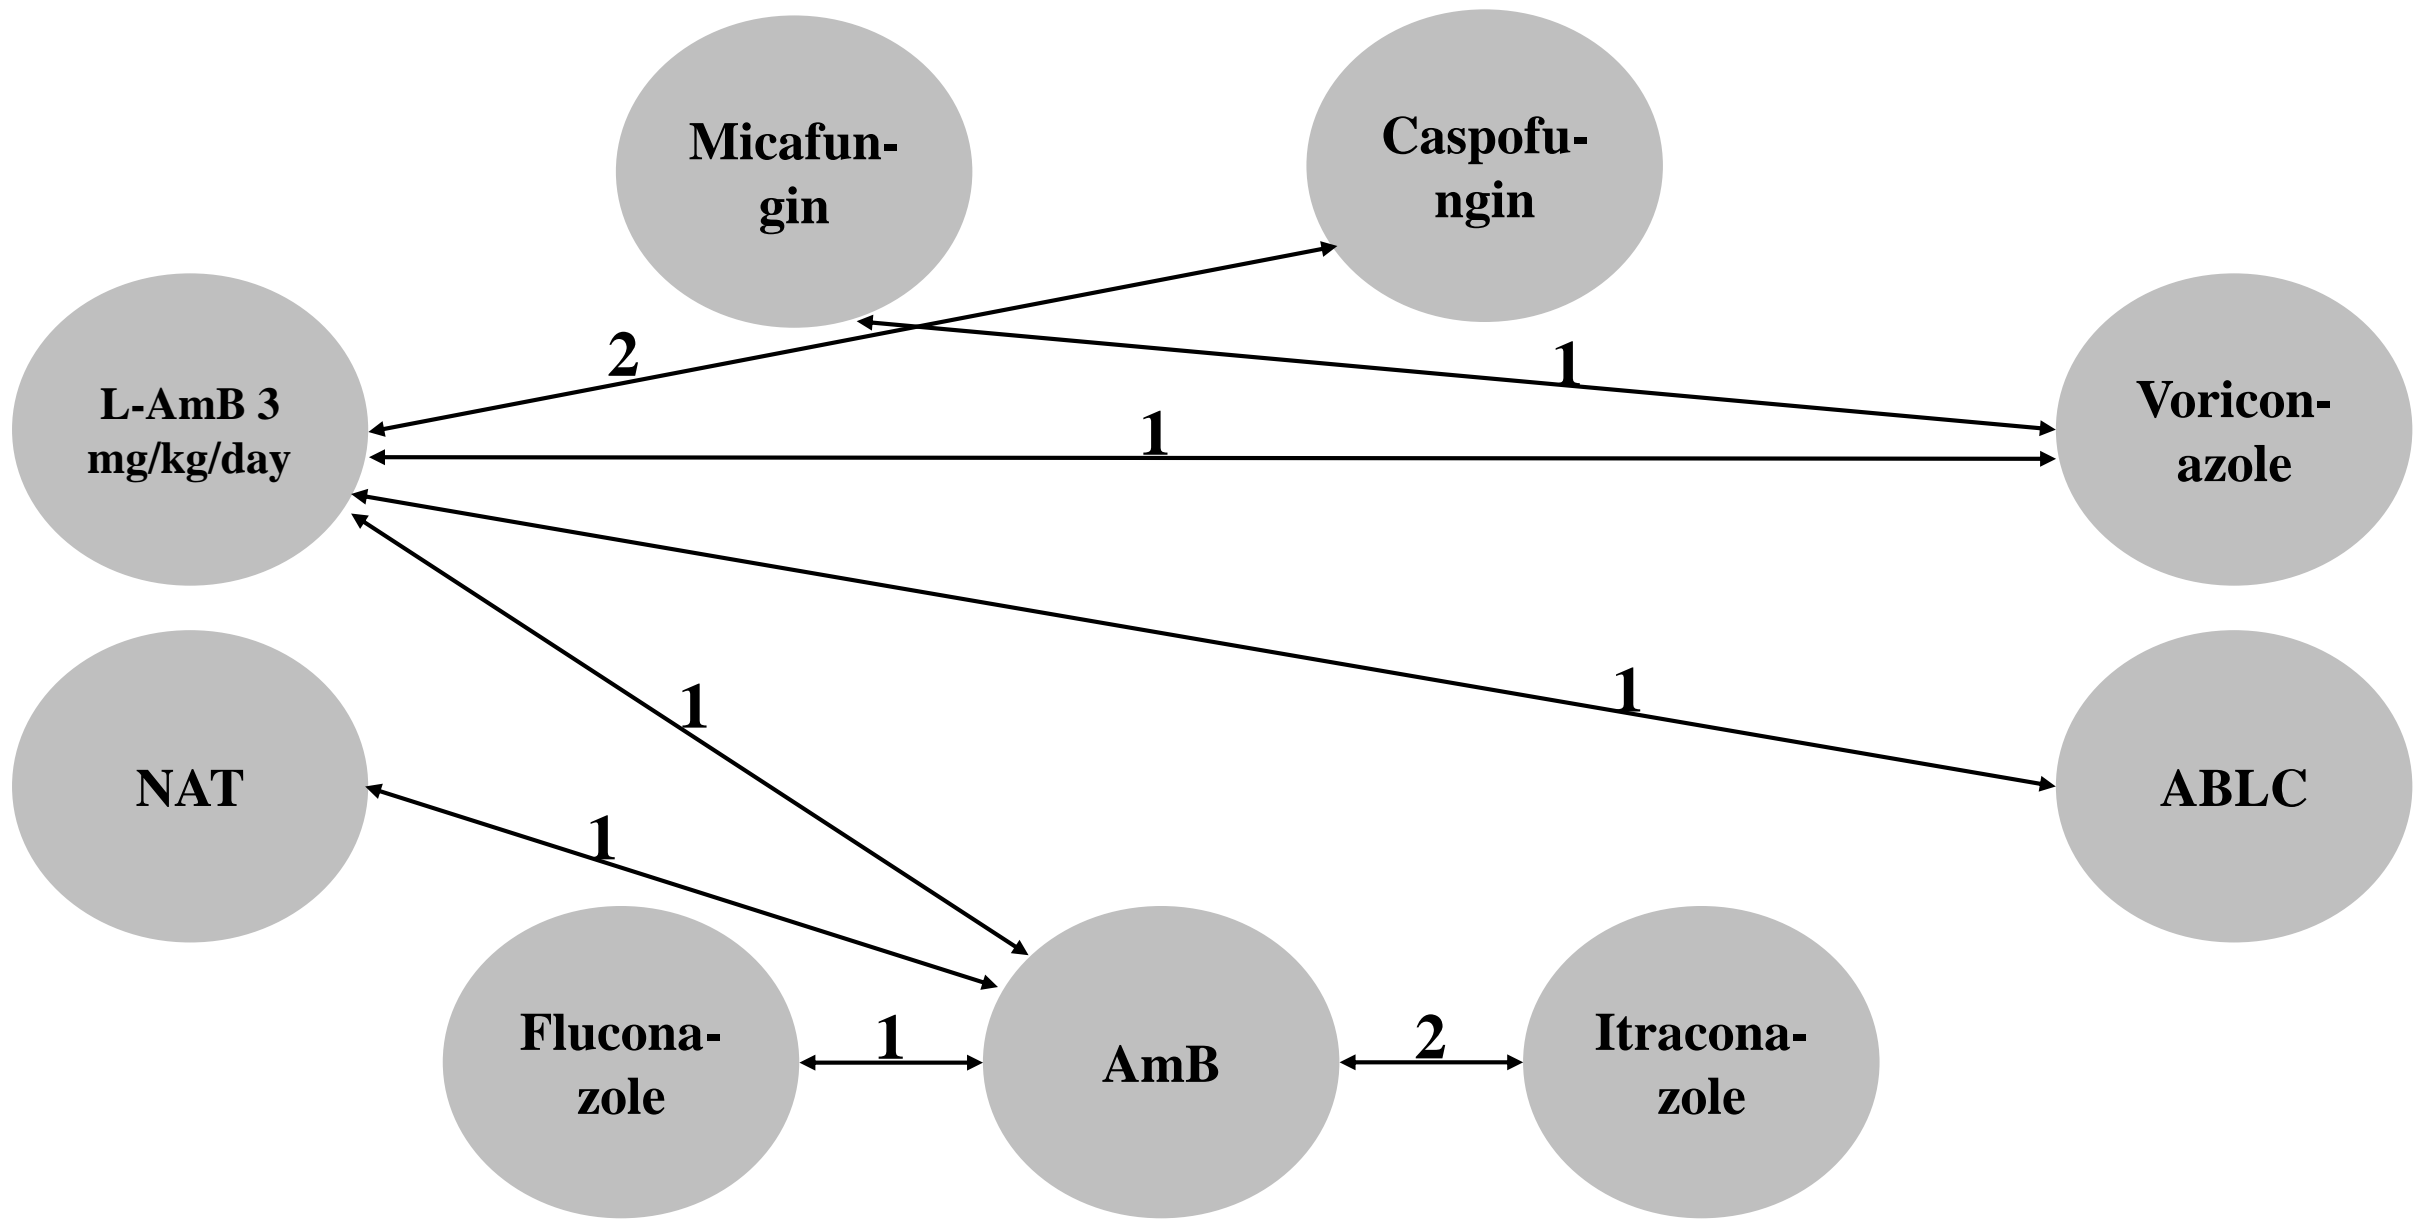 Micafun-
gin
Caspofu-
ngin
2
1
L-AmB 3
mg/kg/day
1
Voricon-
azole
1
1
NAT
ABLC
1
Flucona-
zole
1
AmB
2
Itracona-
zole